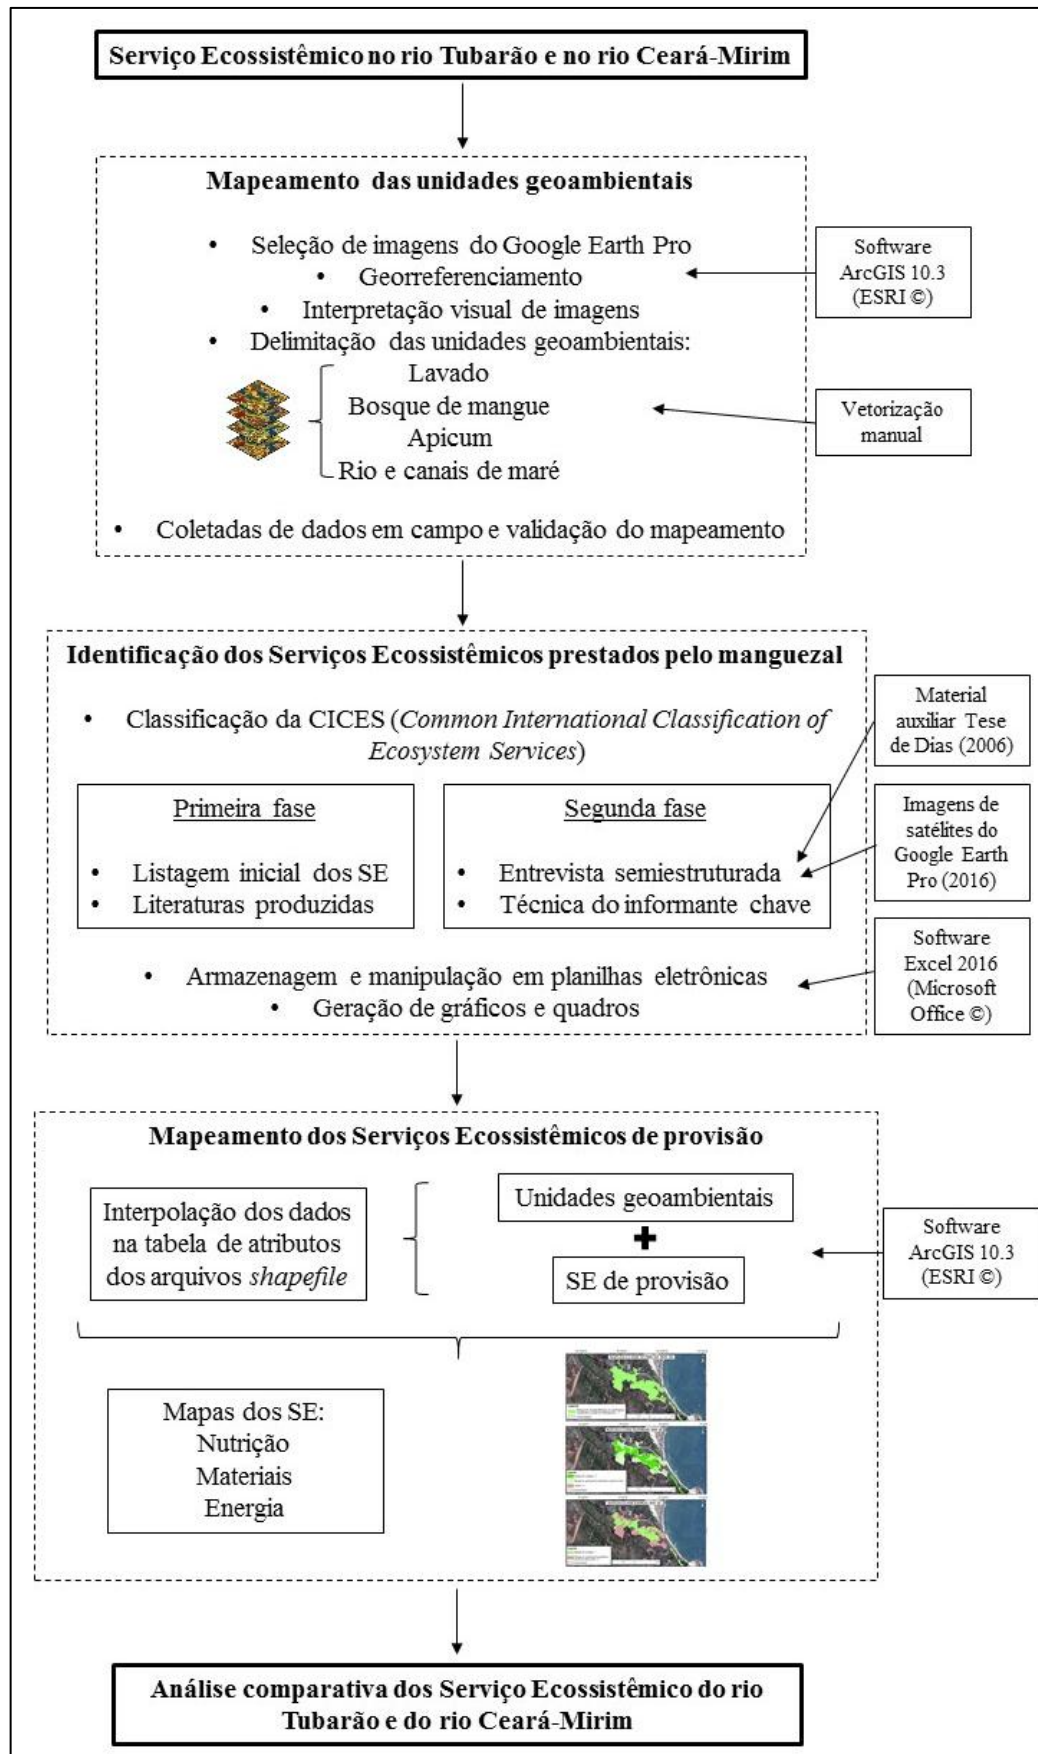 Serviço Ecossistêmico no rio Tubarão e no rio Ceará-Mirim
Mapeamento das unidades geoambientais
• Seleção de imagens do Google Earth Pro
• Georreferenciamento
• Interpretação visual de imagens
• Delimitação das unidades geoambientais:
Lavado
Bosque de mangue
Apicum
Rio e canais de maré
• Coletadas de dados em campo e validação do mapeamento
Software
ArcGIS 10.3
(ESRI ©)
Vetorização
manual
Identificação dos Serviços Ecossistêmicos prestados pelo manguezal
• Classificação da CICES (Common International Classification of
Ecosystem Services)
Primeira fase
• Listagem inicial dos SE
• Literaturas produzidas
Segunda fase
• Entrevista semiestruturada
• Técnica do informante chave
• Armazenagem e manipulação em planilhas eletrônicas
• Geração de gráficos e quadros
Material
auxiliar Tese
de Dias (2006)
Imagens de
satélites do
Google Earth
Pro (2016)
Software
Excel 2016
(Microsoft
Office ©)
Mapeamento dos Serviços Ecossistêmicos de provisão
Interpolação dos dados
na tabela de atributos
dos arquivos shapefile
Unidades geoambientais
+
SE de provisão
Software
ArcGIS 10.3
(ESRI ©)
Mapas dos SE:
Nutrição
Materiais
Energia
Análise comparativa dos Serviço Ecossistêmico do rio
Tubarão e do rio Ceará-Mirim